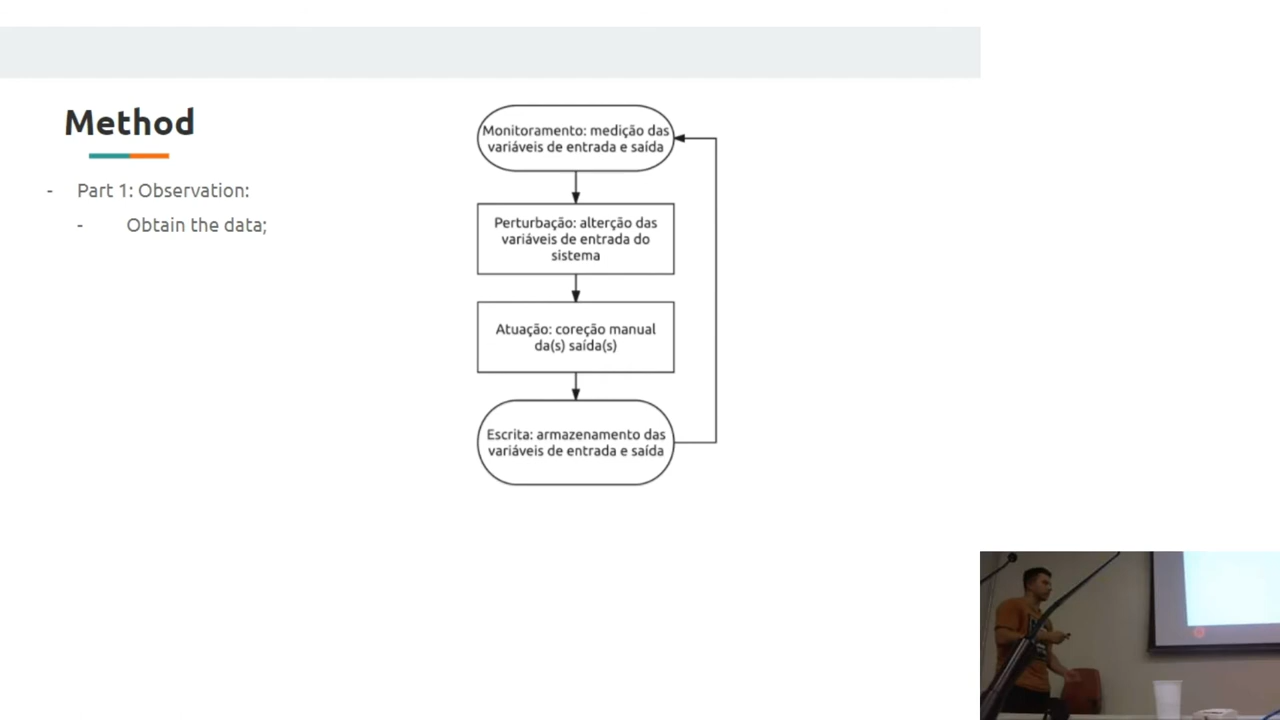 Method
- Part 1: Observation:
- Obtain the data;
Monitoramento: medição das
variáveis de entrada e saída
Perturbação: alterção das
variáveis de entrada do
sistema
Atuação: coreção manual
da(s) saída(s)
Escrita: armazenamento das
variáveis de entrada e saída